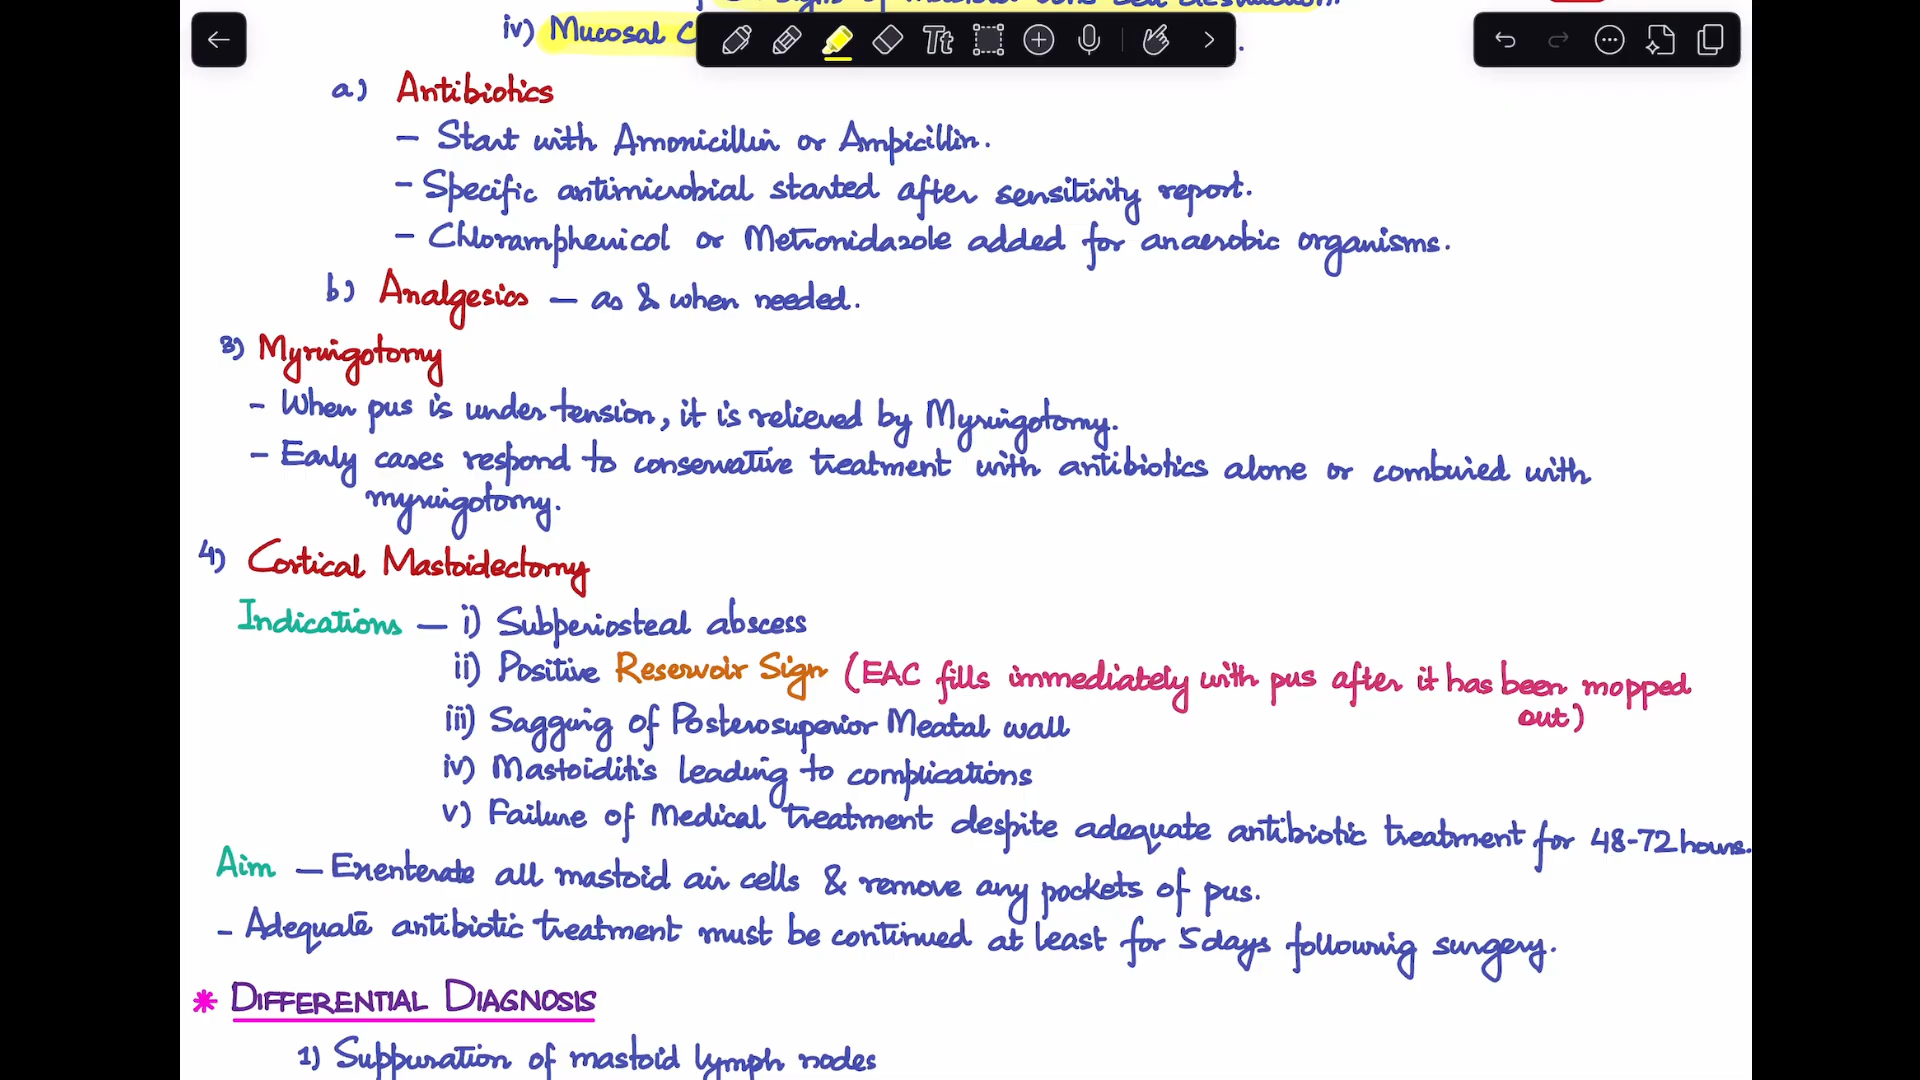 iv) Mucosal
a) Antibiotics
- Start with Amoxicillin or Ampicillin.
- Specific antimicrobial started after sensitivity report.
- Chloramphenicol or Metronidazole added for anaerobic organisms.
b) Analgesics - as & when needed.
3) Myringotomy
- When pus is under tension, it is relieved by Myringotomy.
- Early cases respond to conservative treatment with antibiotics alone or combined with
myringotomy.
4) Cortical Mastoidectomy
Indications - i) Subperiosteal abscess
ii) Positive Reservoir Sign (EAC fills immediately with pus after it has been mopped
out)
iii) Sagging of Posterosuperior Meatal wall
iv) Mastoiditis leading to complications
v) Failure of Medical treatment despite adequate antibiotic treatment for 48-72 hours.
Aim - Exenterate all mastoid air cells & remove any pockets of pus.
- Adequate antibiotic treatment must be continued at least for 5 days following surgery.
* DIFFERENTIAL DIAGNOSIS
1) Suppuration of mastoid lymph nodes